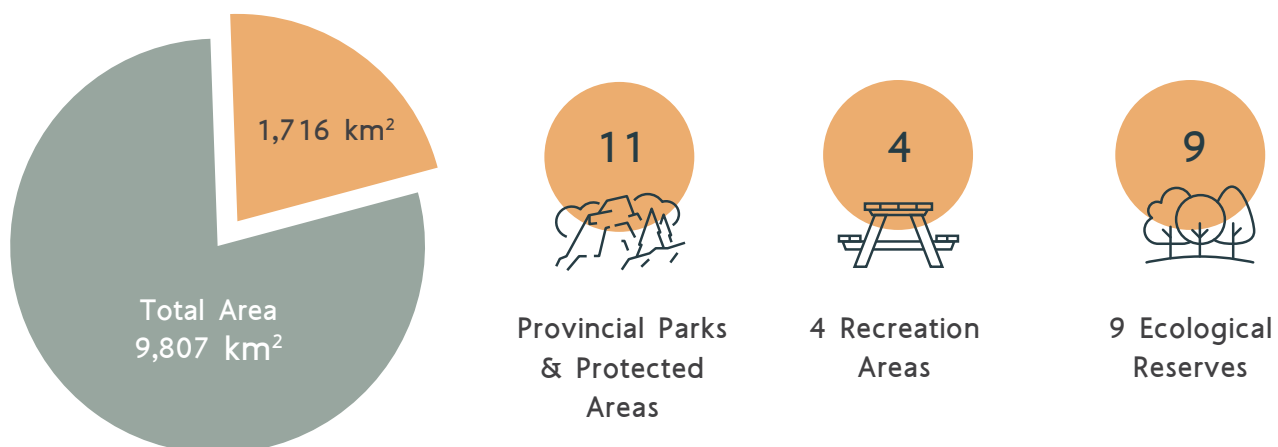 1,716 km²
Total Area
9,807 km²
11
Provincial Parks
& Protected
Areas
4
4 Recreation
Areas
9
9 Ecological
Reserves